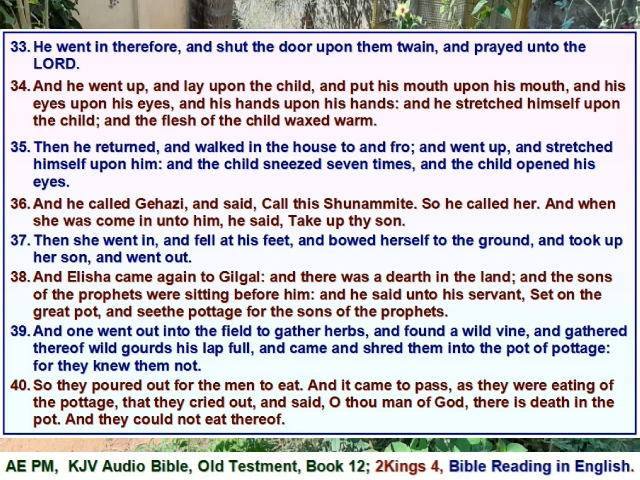 33. He went in therefore, and shut the door upon them twain, and prayed unto the
LORD.
34. And he went up, and lay upon the child, and put his mouth upon his mouth, and his
eyes upon his eyes, and his hands upon his hands: and he stretched himself upon
the child; and the flesh of the child waxed warm.
35. Then he returned, and walked in the house to and fro; and went up, and stretched
himself upon him: and the child sneezed seven times, and the child opened his
eyes.
36. And he called Gehazi, and said, Call this Shunammite. So he called her. And when
she was come in unto him, he said, Take up thy son.
37. Then she went in, and fell at his feet, and bowed herself to the ground, and took up
her son, and went out.
38. And Elisha came again to Gilgal: and there was a dearth in the land; and the sons
of the prophets were sitting before him: and he said unto his servant, Set on the
great pot, and seethe pottage for the sons of the prophets.
39. And one went out into the field to gather herbs, and found a wild vine, and gathered
thereof wild gourds his lap full, and came and shred them into the pot of pottage:
for they knew them not.
40. So they poured out for the men to eat. And it came to pass, as they were eating of
the pottage, that they cried out, and said, O thou man of God, there is death in the
pot. And they could not eat thereof.
AE PM, KJV Audio Bible, Old Testment, Book 12; 2Kings 4, Bible Reading in English.